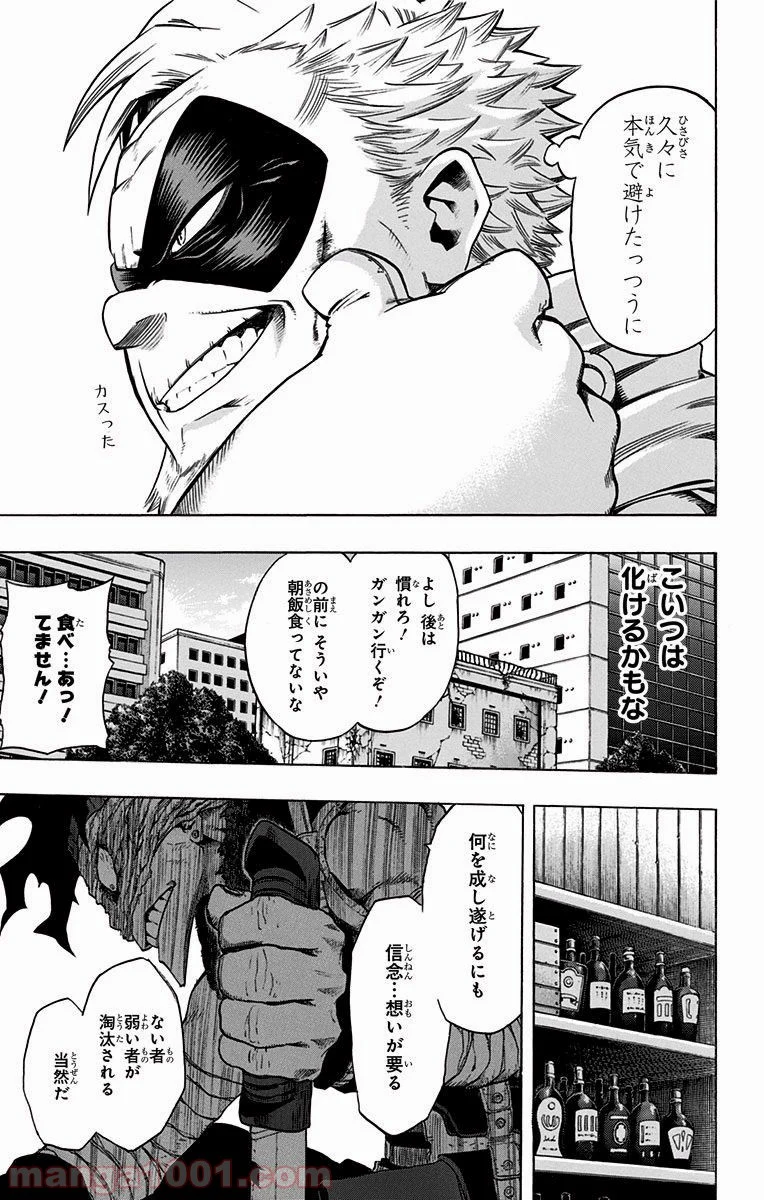 久々に
本気で避けたっつうに
カスった
こいつは
化けるかもな
よし 後は
慣れろ!
ガンガン行くぞ!
の前に そういや
朝飯食ってないな
食べ…あっ!
てません!
何を成し遂げるにも
信念…想いが要る
ない者
弱い者が
淘汰される
当然だ
manga1001.com